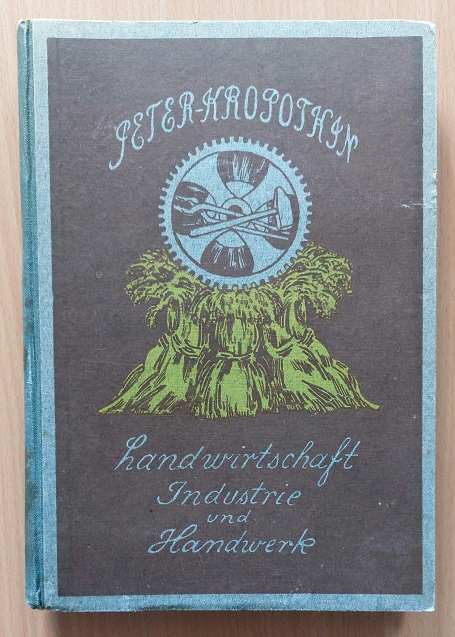 PETER-KROPOTKIN
Landwirtschaft
Industrie
und
Handwerk